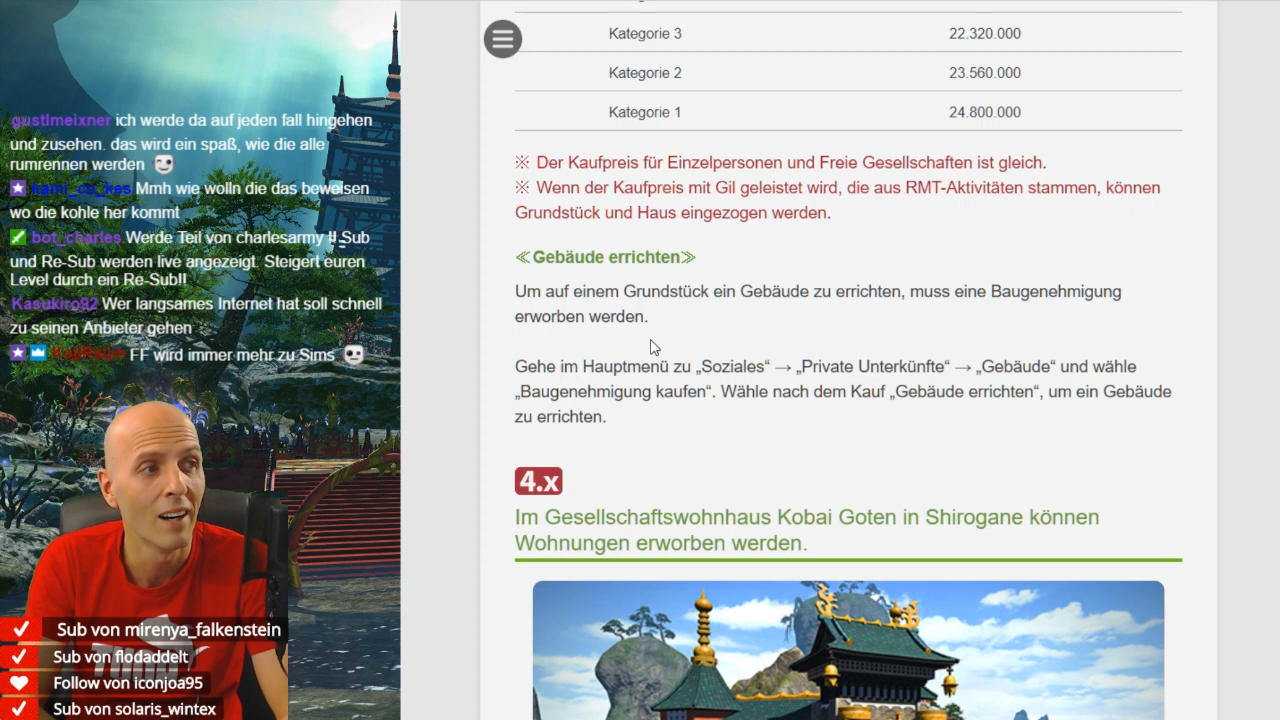 gustlmeixner ich werde da auf jeden fall hingehen
und zusehen. das wird ein spaß, wie die alle
rumrennen werden
kami_co_kes Mmh wie wolln die das beweisen
wo die kohle her kommt
bot_charles Werde Teil von charlesarmy !! Sub
und Re-Sub werden live angezeigt. Steigert euren
Level durch ein Re-Sub!!
Kasukiro92 Wer langsames Internet hat soll schnell
zu seinen Anbieter gehen
KojiRaijin FF wird immer mehr zu Sims
Sub von mirenya_falkenstein
Sub von flodaddelt
Follow von iconjoa95
Sub von solaris_wintex
Kategorie 3 22.320.000
Kategorie 2 23.560.000
Kategorie 1 24.800.000
※ Der Kaufpreis für Einzelpersonen und Freie Gesellschaften ist gleich.
※ Wenn der Kaufpreis mit Gil geleistet wird, die aus RMT-Aktivitäten stammen, können
Grundstück und Haus eingezogen werden.
≪Gebäude errichten≫
Um auf einem Grundstück ein Gebäude zu errichten, muss eine Baugenehmigung
erworben werden.
Gehe im Hauptmenü zu „Soziales“ → „Private Unterkünfte“ → „Gebäude“ und wähle
„Baugenehmigung kaufen“. Wähle nach dem Kauf „Gebäude errichten“, um ein Gebäude
zu errichten.
4.x
Im Gesellschaftswohnhaus Kobai Goten in Shirogane können
Wohnungen erworben werden.